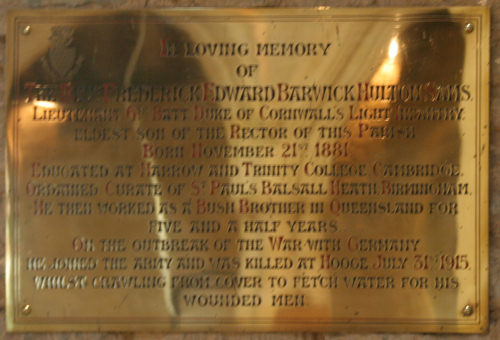 IN LOVING MEMORY
OF
THE REV. FREDERICK EDWARD BARWICK HULTON SAMS.
LIEUTENANT 6TH BATT DUKE OF CORNWALL'S LIGHT INFANTRY.
ELDEST SON OF THE RECTOR OF THIS PARISH
BORN NOVEMBER 21ST 1881.
EDUCATED AT HARROW AND TRINITY COLLEGE CAMBRIDGE.
ORDAINED CURATE OF ST PAUL'S BALSALL HEATH, BIRMINGHAM.
HE THEN WORKED AS A BUSH BROTHER IN QUEENSLAND FOR
FIVE AND A HALF YEARS.
ON THE OUTBREAK OF THE WAR WITH GERMANY
HE JOINED THE ARMY AND WAS KILLED AT HOOGE JULY 31ST 1915.
WHILST CRAWLING FROM COVER TO FETCH WATER FOR HIS
WOUNDED MEN